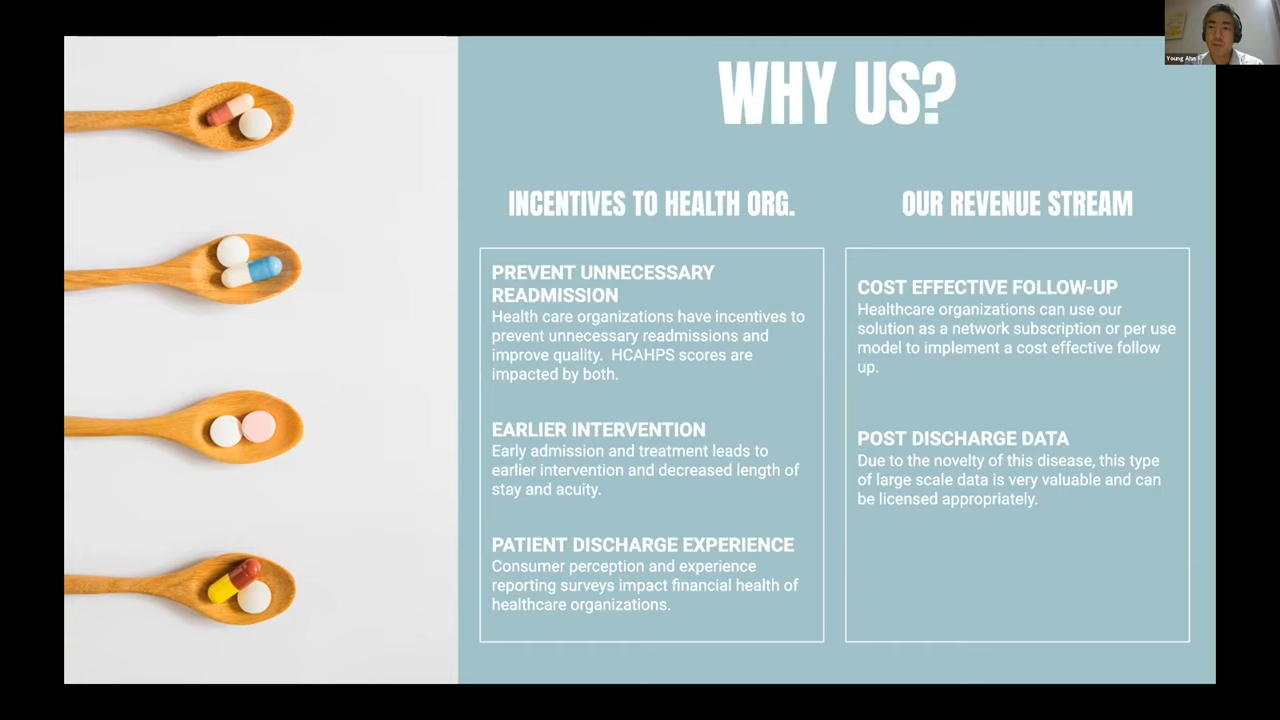 WHY US?
INCENTIVES TO HEALTH ORG.
PREVENT UNNECESSARY
READMISSION
Health care organizations have incentives to
prevent unnecessary readmissions and
improve quality.  HCAHPS scores are
impacted by both.
EARLIER INTERVENTION
Early admission and treatment leads to
earlier intervention and decreased length of
stay and acuity.
PATIENT DISCHARGE EXPERIENCE
Consumer perception and experience
reporting surveys impact financial health of
healthcare organizations.
OUR REVENUE STREAM
COST EFFECTIVE FOLLOW-UP
Healthcare organizations can use our
solution as a network subscription or per use
model to implement a cost effective follow
up.
POST DISCHARGE DATA
Due to the novelty of this disease, this type
of large scale data is very valuable and can
be licensed appropriately.
Young Ahn